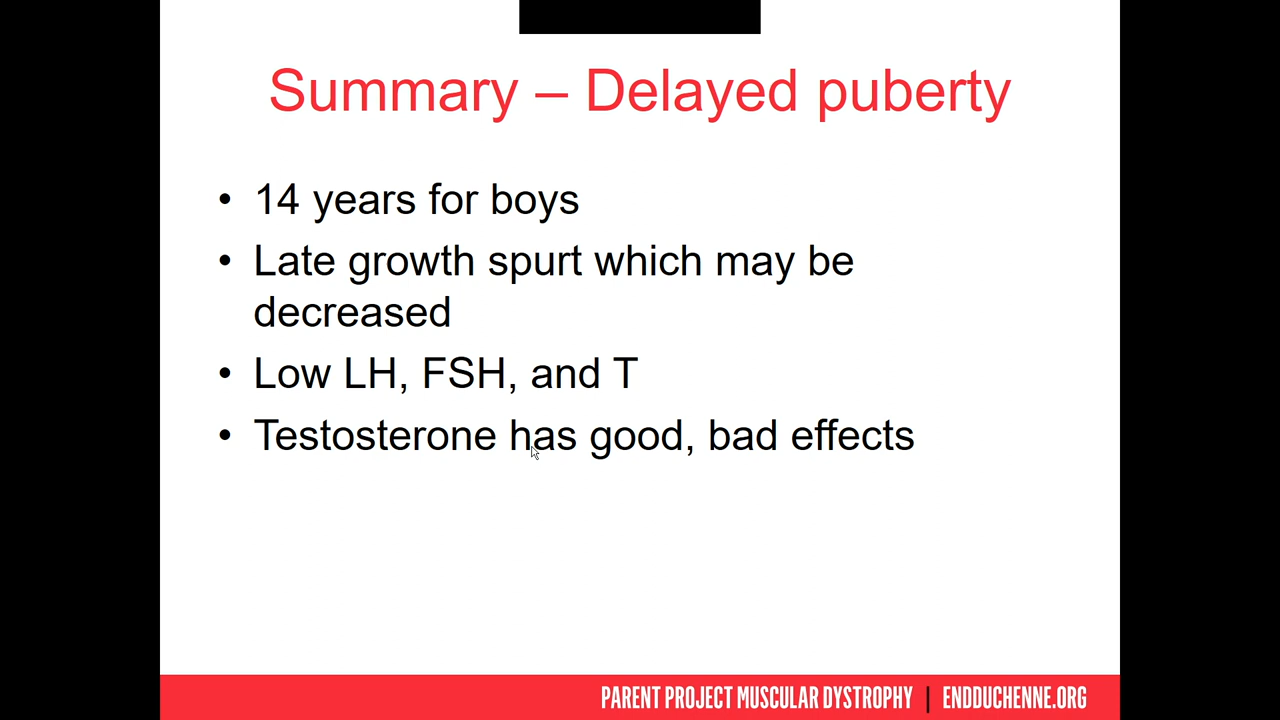 Summary – Delayed puberty
• 14 years for boys
• Late growth spurt which may be
decreased
• Low LH, FSH, and T
• Testosterone has good, bad effects
PARENT PROJECT MUSCULAR DYSTROPHY | ENDDUCHENNE.ORG